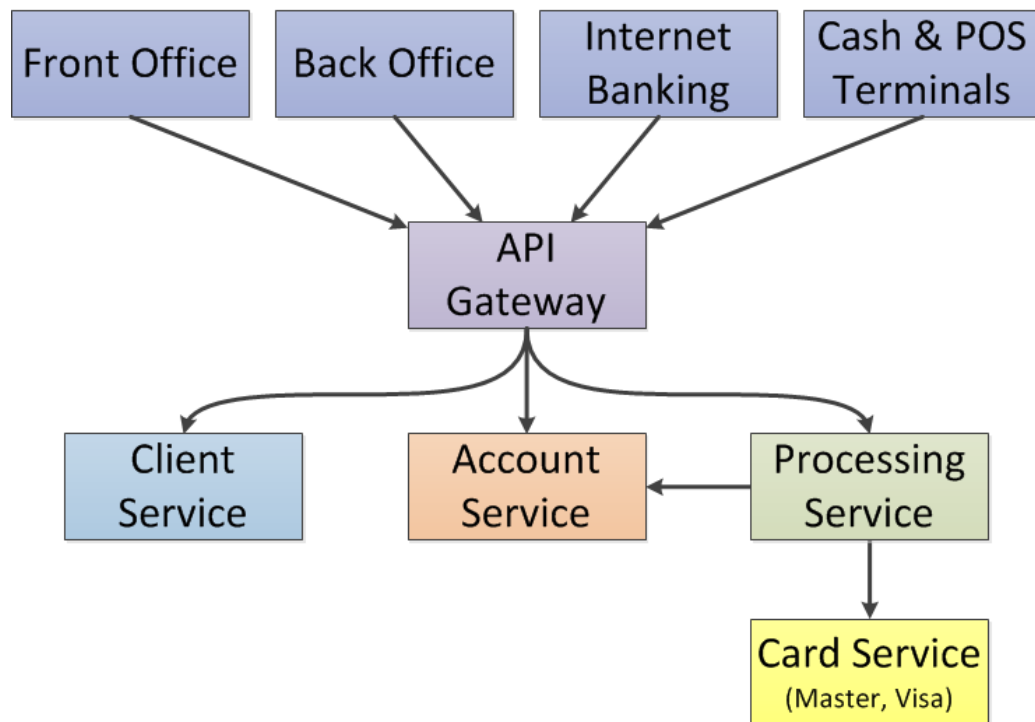 Front Office
Back Office
Internet
Banking
Cash & POS
Terminals
API
Gateway
Client
Service
Account
Service
Processing
Service
Card Service
(Master, Visa)